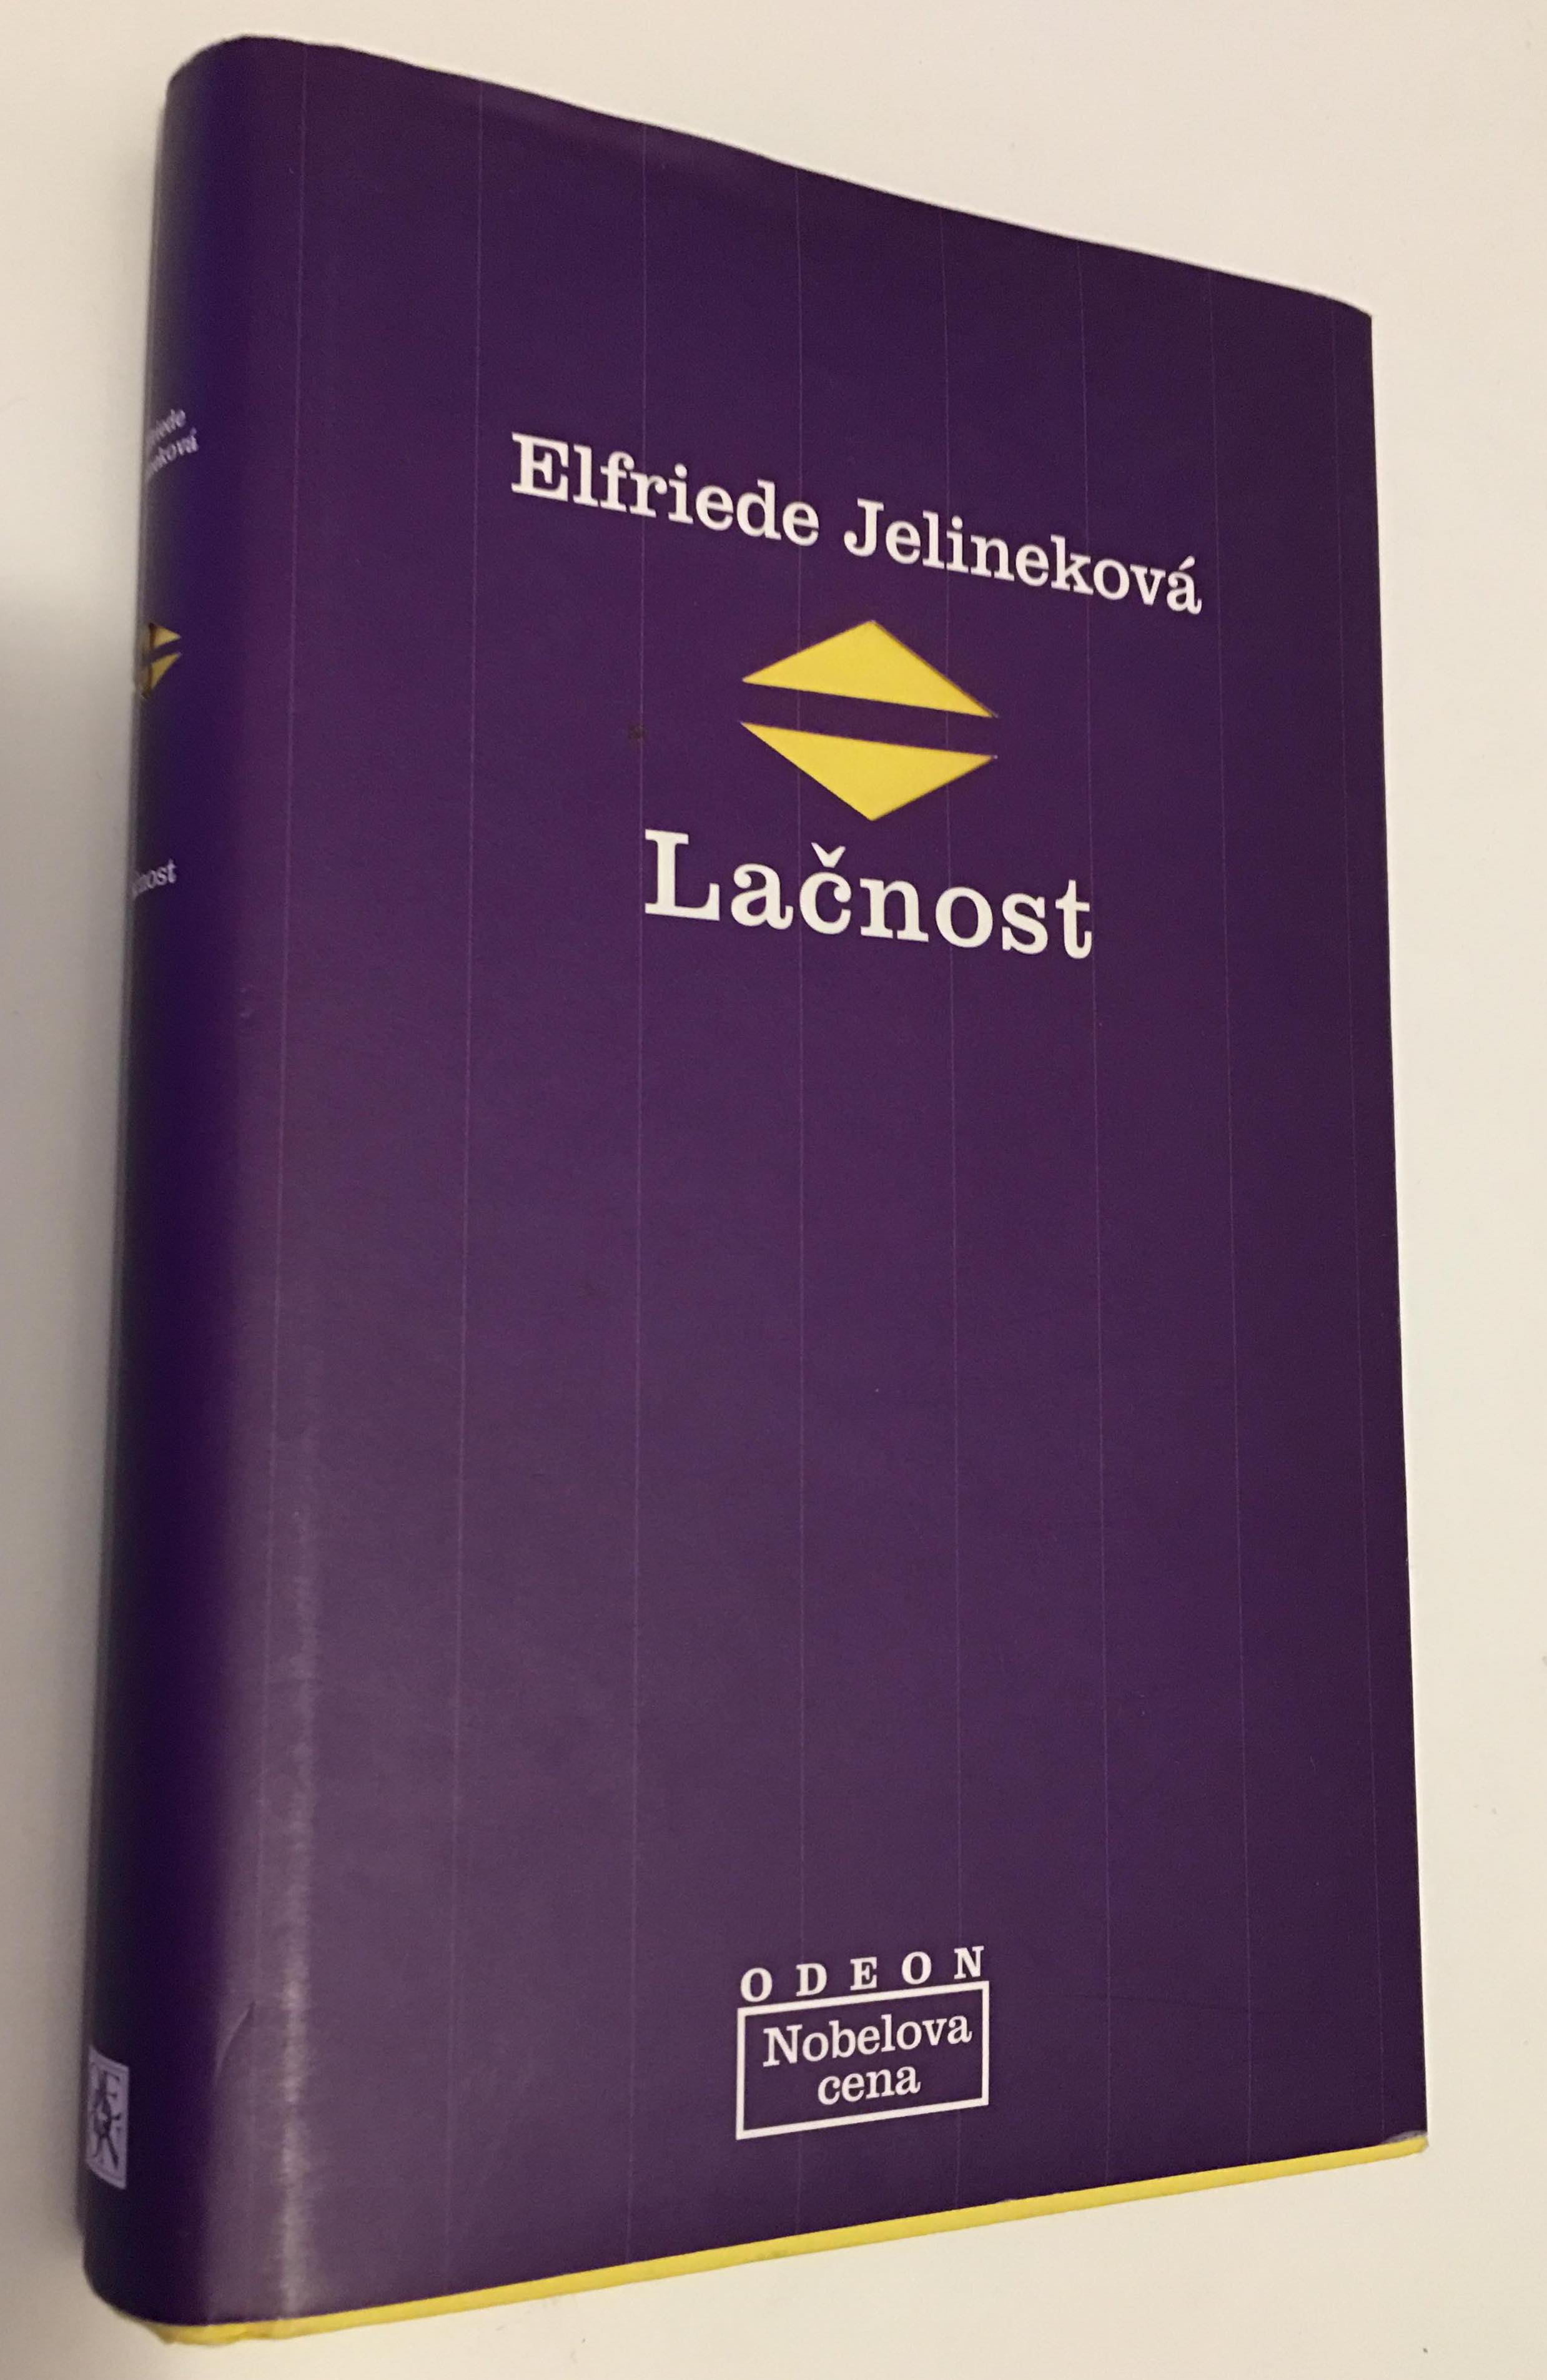 Elfriede Jelineková
Lačnost
ODEON
Nobelova
cena